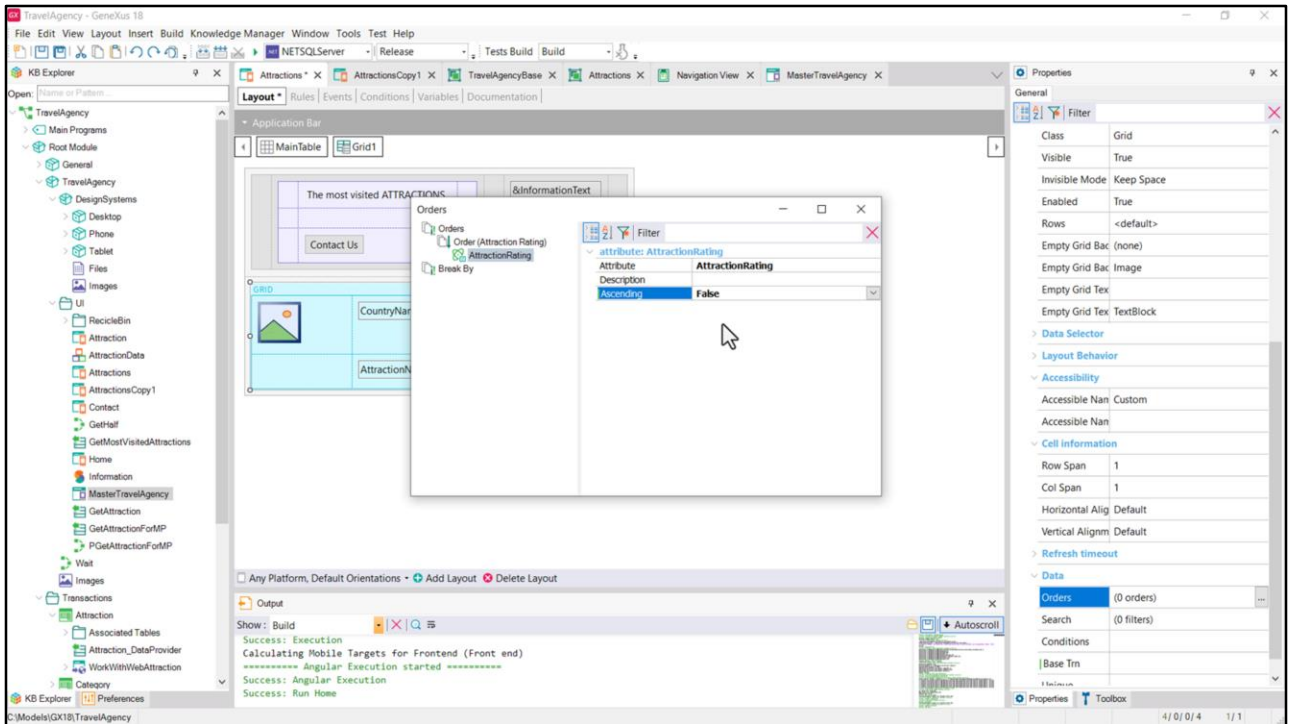 GX TravelAgency - GeneXus 18
File Edit View Layout Insert Build Knowledge Manager Window Tools Test Help
NETSQLServer Release Tests Build Build
KB Explorer
Open: Name or Pattern...
TravelAgency
Main Programs
Root Module
General
TravelAgency
DesignSystems
Desktop
Phone
Tablet
Files
Images
UI
RecicleBin
Attraction
AttractionData
Attractions
AttractionsCopy1
Contact
GetHalf
GetMostVisitedAttractions
Home
Information
MasterTravelAgency
GetAttraction
GetAttractionForMP
PGetAttractionForMP
Wait
Images
Transactions
Attraction
Associated Tables
Attraction_DataProvider
WorkWithWebAttraction
Category
KB Explorer Preferences
Attractions * X AttractionsCopy1 X TravelAgencyBase X Attractions X Navigation View X MasterTravelAgency X
Layout * Rules Events Conditions Variables Documentation
Application Bar
MainTable Grid1
The most visited ATTRACTIONS &InformationText
Contact Us
GRID
CountryNar
AttractionN
Orders
Orders
Order (Attraction Rating)
AttractionRating
Break By
Filter
attribute: AttractionRating
Attribute AttractionRating
Description
Ascending False
Any Platform, Default Orientations Add Layout Delete Layout
Output
Show: Build Autoscroll
Success: Execution
Calculating Mobile Targets for Frontend (Front end)
========== Angular Execution started ==========
Success: Angular Execution
Success: Run Home
Properties
General
Filter
Class Grid
Visible True
Invisible Mode Keep Space
Enabled True
Rows <default>
Empty Grid Bac (none)
Empty Grid Bac Image
Empty Grid Tex
Empty Grid Tex TextBlock
Data Selector
Layout Behavior
Accessibility
Accessible Nan Custom
Accessible Nan
Cell information
Row Span 1
Col Span 1
Horizontal Alig Default
Vertical Alignm Default
Refresh timeout
Data
Orders (0 orders) ...
Search (0 filters)
Conditions
Base Trn
Unique
Properties Toolbox
C:\Models\GX18\TravelAgency 4/ 0/ 0/ 4 1/ 1